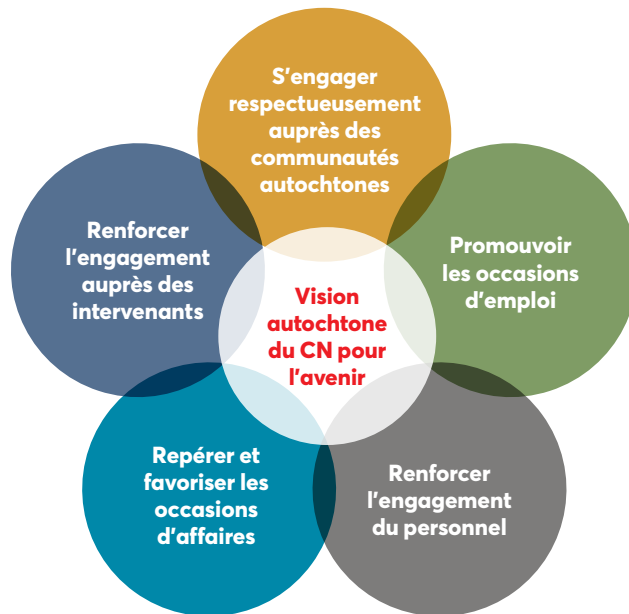 S'engager
respectueusement
auprès des
communautés
autochtones
Renforcer
l'engagement
auprès des
intervenants
Promouvoir
les occasions
d'emploi
Vision
autochtone
du CN pour
l'avenir
Repérer et
favoriser les
occasions
d'affaires
Renforcer
l'engagement
du personnel